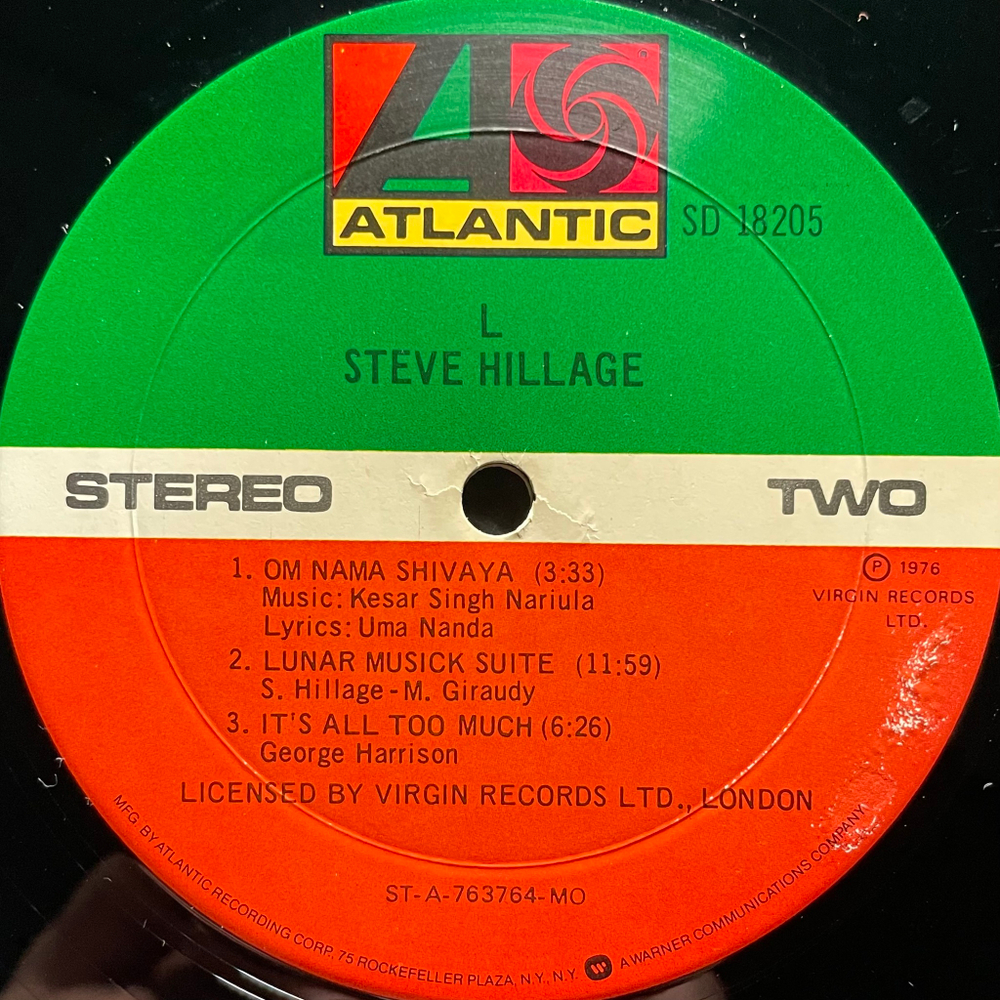 ATLANTIC
SD 18205
L
STEVE HILLAGE
STEREO
TWO
1. OM NAMA SHIVAYA (3:33)
Music: Kesar Singh Nariula
Lyrics: Uma Nanda
2. LUNAR MUSICK SUITE (11:59)
S. Hillage - M. Giraudy
3. IT'S ALL TOO MUCH (6:26)
George Harrison
℗ 1976
VIRGIN RECORDS
LTD.
LICENSED BY VIRGIN RECORDS LTD., LONDON
ST-A-763764-MO
MFG. BY ATLANTIC RECORDING CORP., 75 ROCKEFELLER PLAZA, N.Y., N.Y. A WARNER COMMUNICATIONS COMPANY